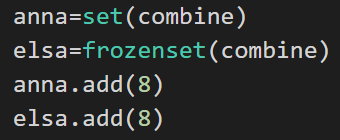 anna=set(combine)
elsa=frozenset(combine)
anna.add(8)
elsa.add(8)